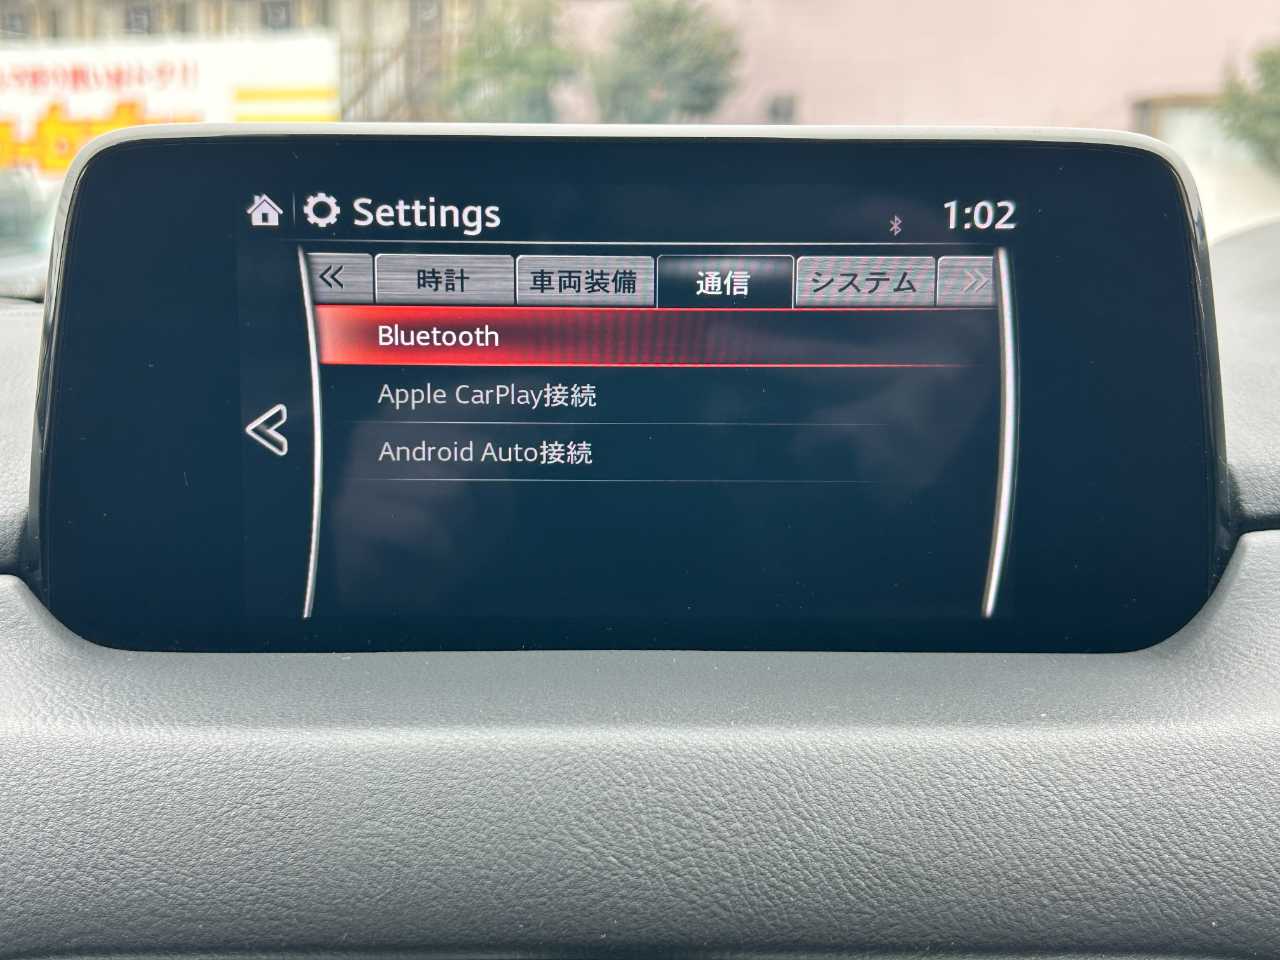 Settings
1:02
時計
車両装備
通信
システム
Bluetooth
Apple CarPlay接続
Android Auto接続